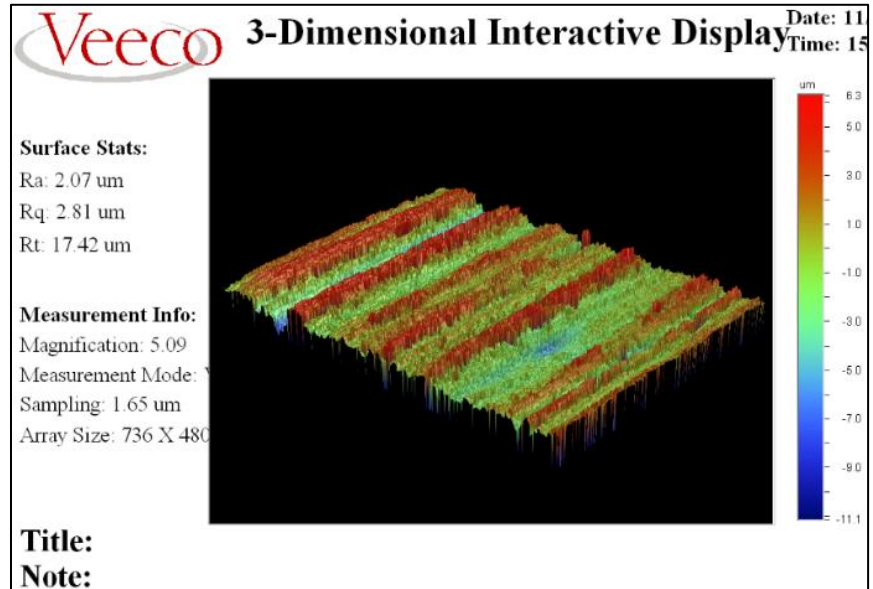 Veeco
3-Dimensional Interactive Display
Date: 11/
Time: 15
um
6.3
5.0
3.0
1.0
-1.0
-3.0
-5.0
-7.0
-9.0
-11.1
Surface Stats:
Ra: 2.07 um
Rq: 2.81 um
Rt: 17.42 um
Measurement Info:
Magnification: 5.09
Measurement Mode:
Sampling: 1.65 um
Array Size: 736 X 480
Title:
Note: